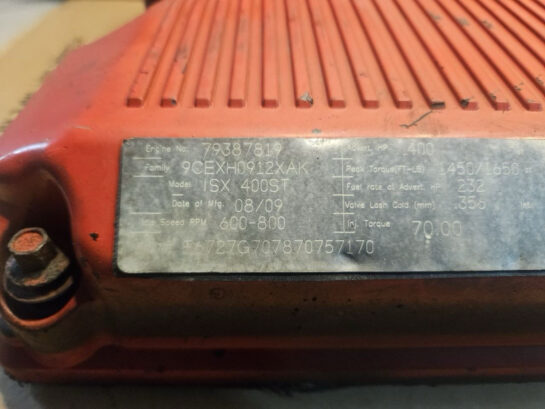 Engine No. 79387819 Advert. HP 400
Family 9CEXH0912XAK Peak Torque(FT-LB) 1450/1650
Model ISX 400ST Fuel rate at Advert. HP 232
Date of Mfg. 08/09 Valve Lash Cold (mm) .356 Int.
Idle Speed RPM 600-800 Inj. Torque 70.00
6727G707870757170